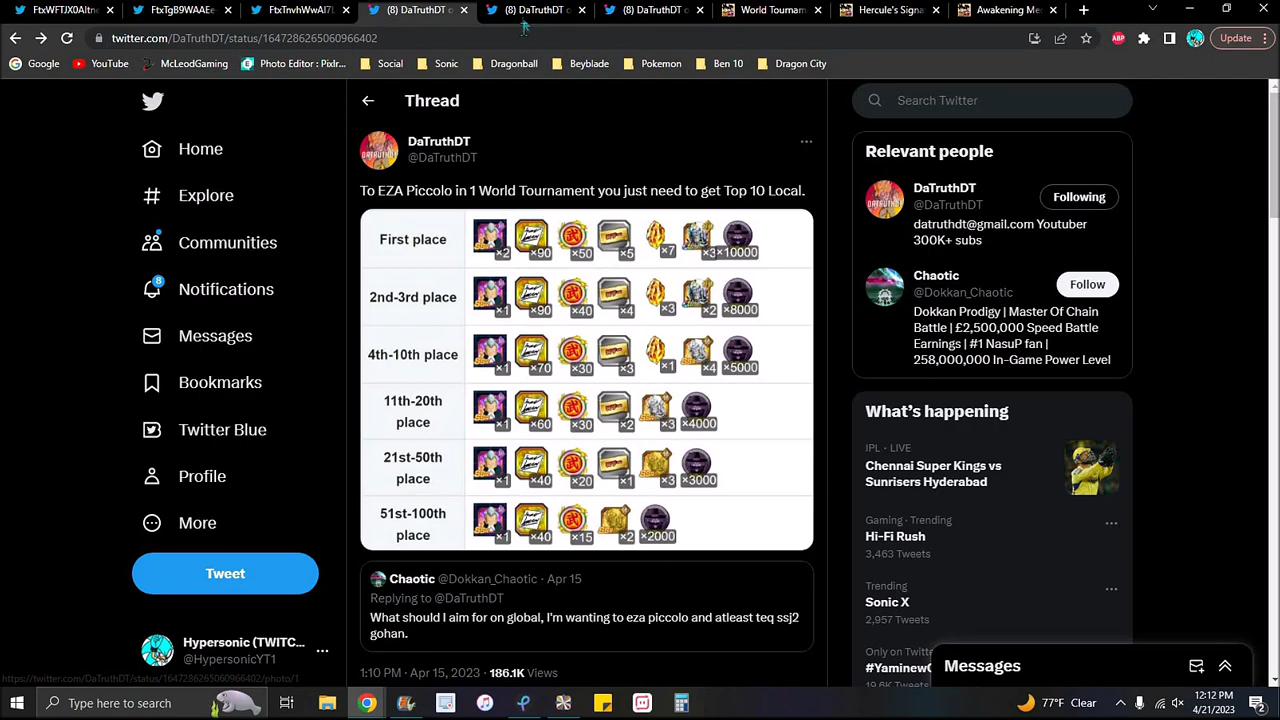 FtxWFTJX0AItnc
FtxTgB9WAAEe
FtxTnvhWwAI7L
(8) DaTruthDT o
(8) DaTruthDT o
(8) DaTruthDT o
World Tournam
Hercule's Signa
Awakening Me
twitter.com/DaTruthDT/status/1647286265060966402
ABP
Update
Google
YouTube
McLeodGaming
Photo Editor : Pixlr...
Social
Sonic
Dragonball
Beyblade
Pokemon
Ben 10
Dragon City
Thread
Search Twitter
Home
Explore
Communities
8
Notifications
Messages
Bookmarks
Twitter Blue
Profile
More
Tweet
Hypersonic (TWITC...
@HypersonicYT1
DaTruthDT
@DaTruthDT
To EZA Piccolo in 1 World Tournament you just need to get Top 10 Local.
First place ×2 ×90 ×50 ×5 ×7 ×3 ×10000
2nd-3rd place ×1 ×90 ×40 ×4 ×3 ×2 ×8000
4th-10th place ×1 ×70 ×30 ×3 ×1 ×4 ×5000
11th-20th
place ×1 ×60 ×30 ×2 ×3 ×4000
21st-50th
place ×1 ×40 ×20 ×1 ×3 ×3000
51st-100th
place ×1 ×40 ×15 ×2 ×2000
Chaotic @Dokkan_Chaotic · Apr 15
Replying to @DaTruthDT
What should I aim for on global, I'm wanting to eza piccolo and atleast teq ssj2
gohan.
1:10 PM · Apr 15, 2023 · 186.1K Views
Relevant people
DaTruthDT
@DaTruthDT
Following
datruthdt@gmail.com Youtuber
300K+ subs
Chaotic
@Dokkan_Chaotic
Follow
Dokkan Prodigy | Master Of Chain
Battle | £2,500,000 Speed Battle
Earnings | #1 NasuP fan |
258,000,000 In-Game Power Level
What's happening
IPL · LIVE
Chennai Super Kings vs
Sunrisers Hyderabad
Gaming · Trending
Hi-Fi Rush
3,463 Tweets
Trending
Sonic X
2,957 Tweets
Only on Twitter
#Yaminew
19.6K Tweets
Messages
https://twitter.com/DaTruthDT/status/1647286265060966402/photo/1
Type here to search
77°F Clear
12:12 PM
4/21/2023